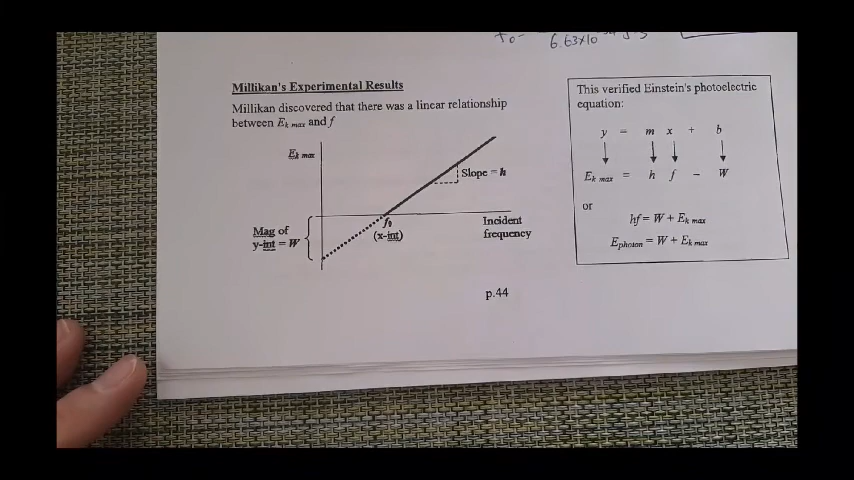 6.63×10
Millikan's Experimental Results
Millikan discovered that there was a linear relationship
between Ek max and f
Ek max
Slope = h
f0
(x-int)
Incident
frequency
Mag of
y-int = W
This verified Einstein's photoelectric
equation:
y = m x + b
Ek max = h f − W
or
hf = W + Ek max
Ephoton = W + Ek max
p.44